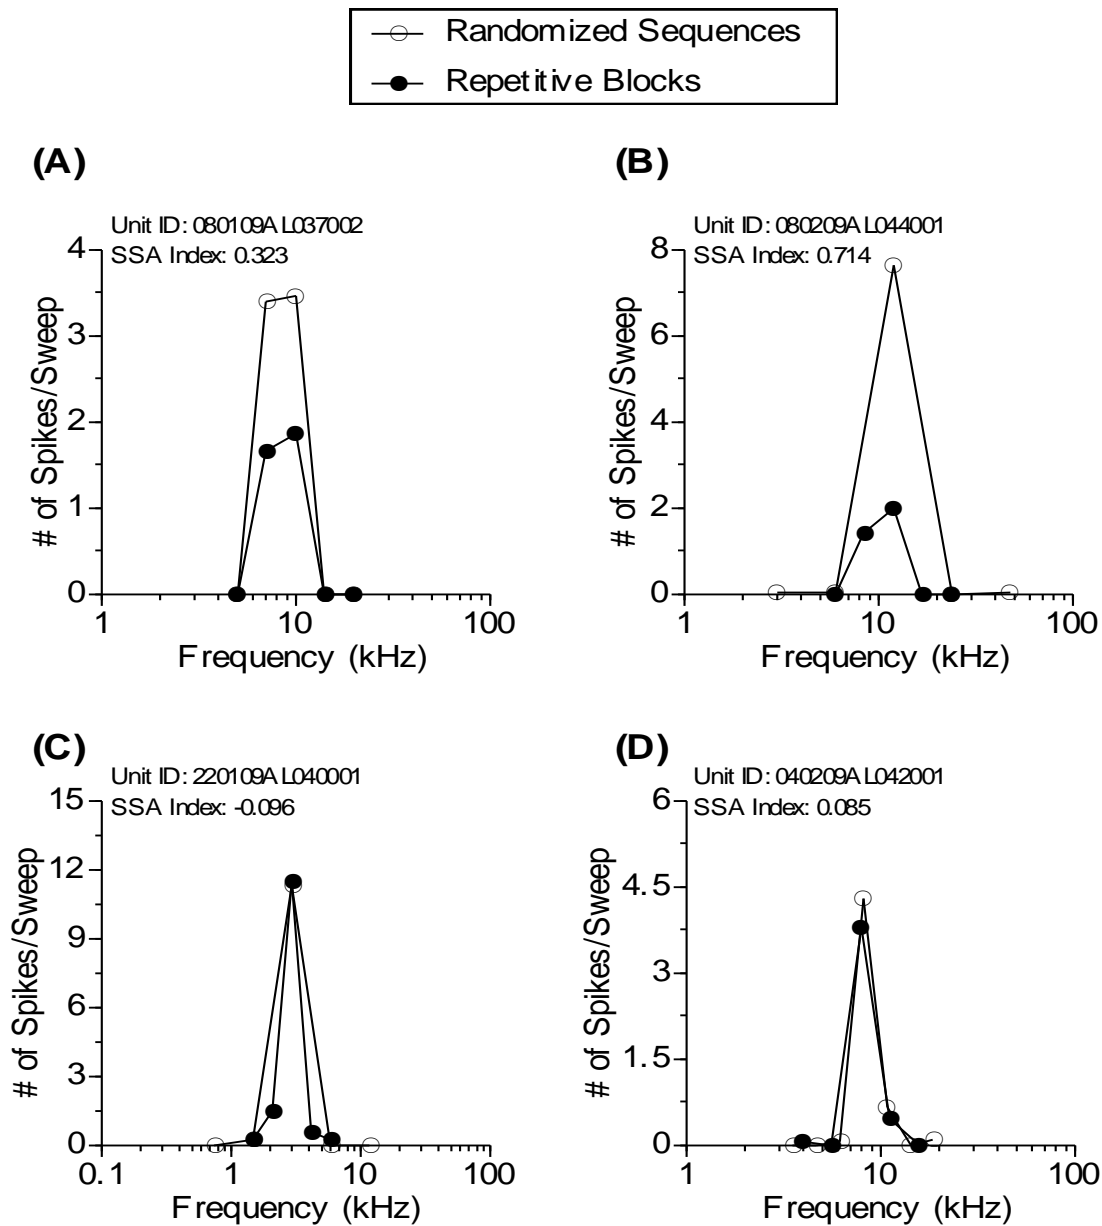 Randomized Sequences
Repetitive Blocks
(A)
Unit ID: 080109AL037002
SSA Index: 0.323
4
3
2
1
0
# of Spikes/Sweep
1
10
100
Frequency (kHz)
(B)
Unit ID: 080209AL044001
SSA Index: 0.714
8
6
4
2
0
# of Spikes/Sweep
1
10
100
Frequency (kHz)
(C)
Unit ID: 220109AL040001
SSA Index: -0.096
15
12
9
6
3
0
# of Spikes/Sweep
0.1
1
10
100
Frequency (kHz)
(D)
Unit ID: 040209AL042001
SSA Index: 0.085
6
4.5
3
1.5
0
# of Spikes/Sweep
1
10
100
Frequency (kHz)